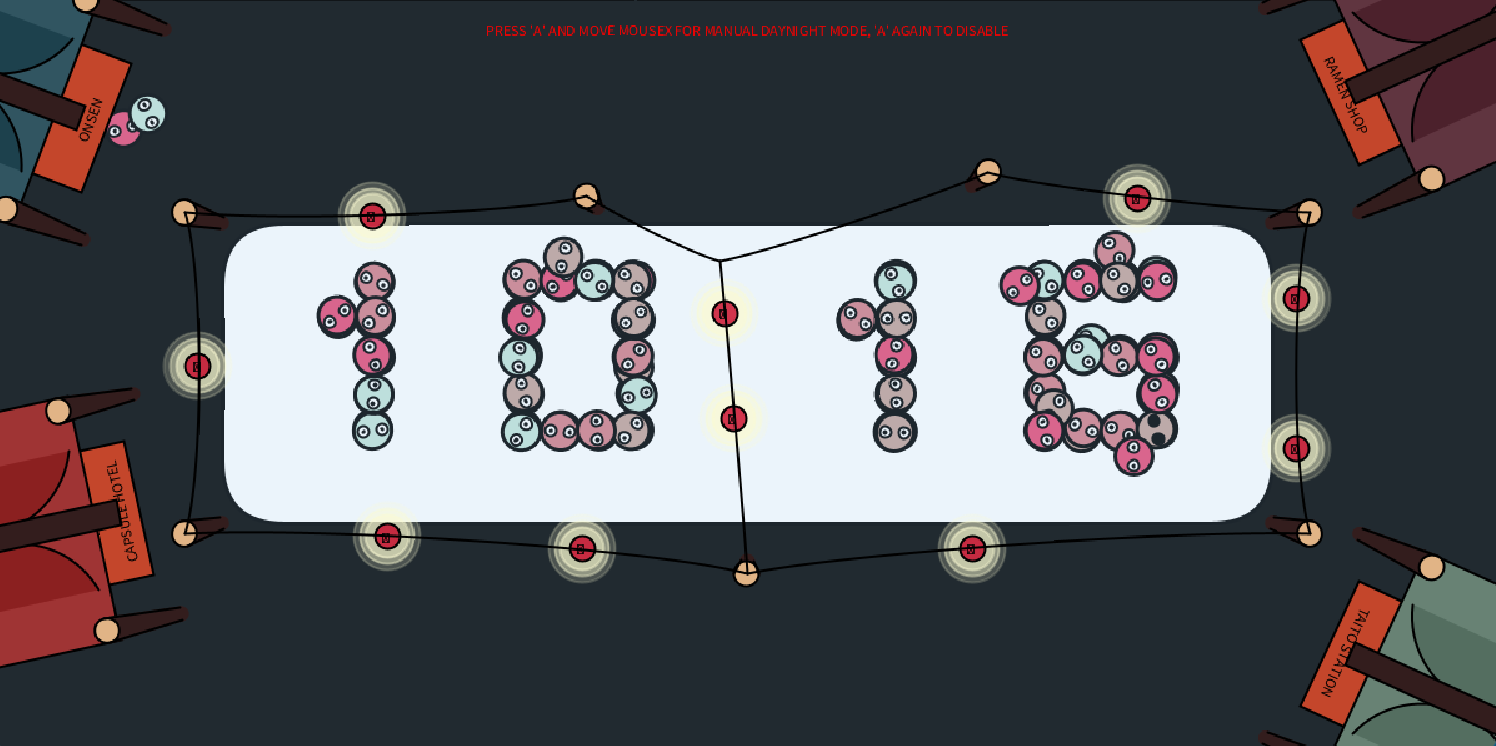 PRESS 'A' AND MOVE MOUSEX FOR MANUAL DAYNIGHT MODE, 'A' AGAIN TO DISABLE
ONSEN
RAMEN SHOP
10 16
CAPSULE HOTEL
TAITO STATION